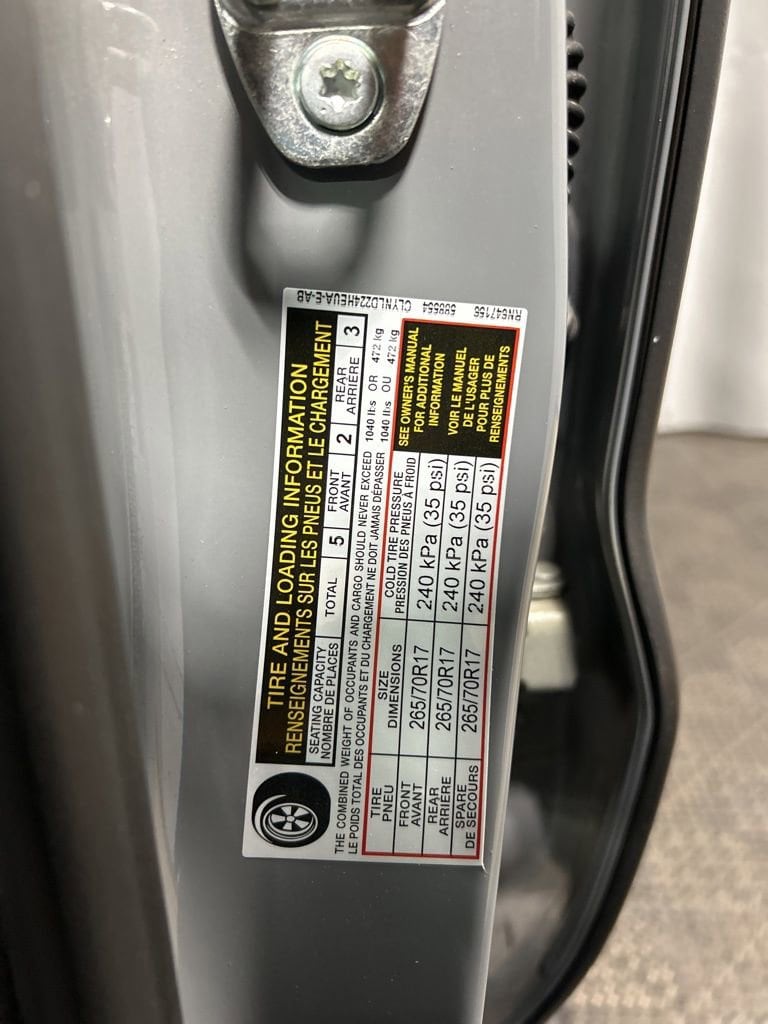 TIRE AND LOADING INFORMATION
RENSEIGNEMENTS SUR LES PNEUS ET LE CHARGEMENT
SEATING CAPACITY
NOMBRE DE PLACES
TOTAL 5
FRONT
AVANT
2
REAR
ARRIÈRE
3
THE COMBINED WEIGHT OF OCCUPANTS AND CARGO SHOULD NEVER EXCEED 1040 lbs OR 472 kg
LE POIDS TOTAL DES OCCUPANTS ET DU CHARGEMENT NE DOIT JAMAIS DÉPASSER 1040 lbs OU 472 kg
TIRE
PNEU
SIZE
DIMENSIONS
COLD TIRE PRESSURE
PRESSION DES PNEUS À FROID
FRONT
AVANT
265/70R17 240 kPa (35 psi)
REAR
ARRIÈRE
265/70R17 240 kPa (35 psi)
SPARE
DE SECOURS
265/70R17 240 kPa (35 psi)
SEE OWNER'S MANUAL
FOR ADDITIONAL
INFORMATION
VOIR LE MANUEL
DE L'USAGER
POUR PLUS DE
RENSEIGNEMENTS
RN647156